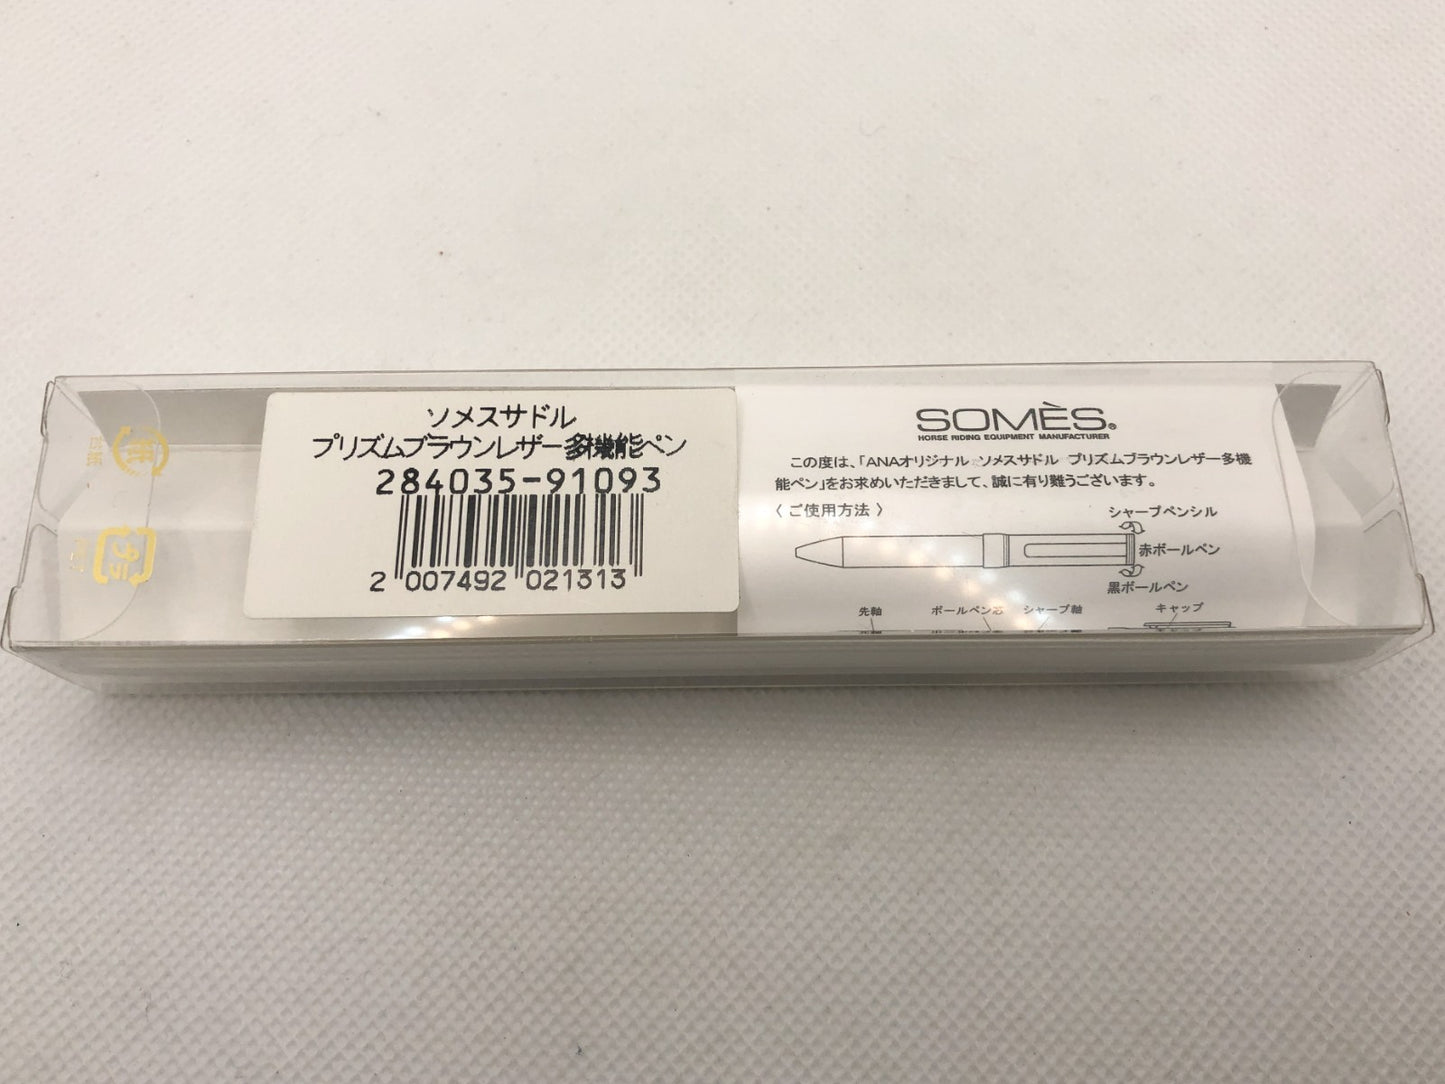 ソメスサドル
プリズムブラウンレザー多機能ペン
284035-91093
2 007492 021313
SOMÈS®
HORSE RIDING EQUIPMENT MANUFACTURER
この度は、「ANAオリジナル ソメスサドル プリズムブラウンレザー多機
能ペン」をお求めいただきまして、誠に有り難うございます。
〈 ご使用方法 〉
シャープペンシル
赤ボールペン
黒ボールペン
先軸 ボールペン芯 シャープ軸 キャップ